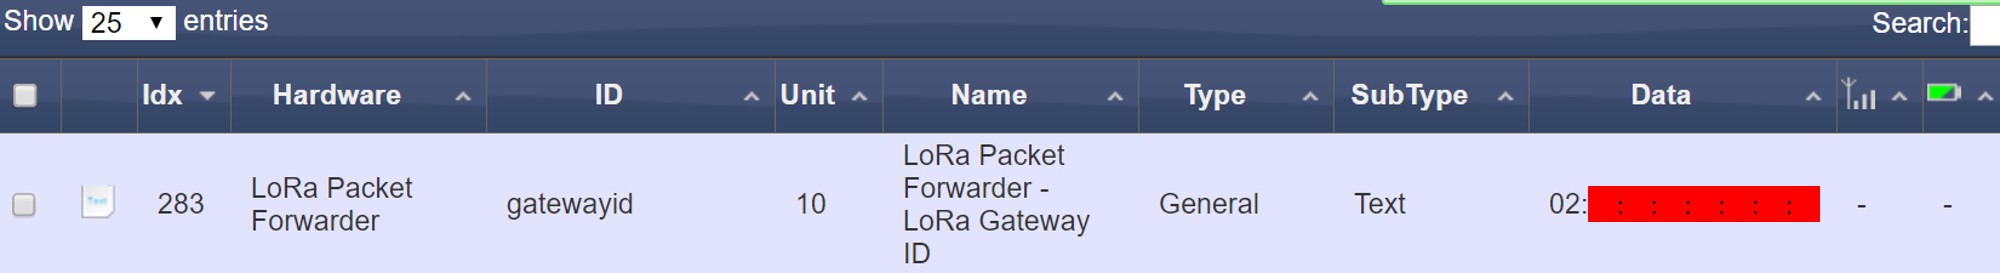 Show 25 entries Search:
Idx Hardware ID Unit Name Type SubType Data
LoRa Packet
Forwarder -
LoRa Gateway
ID
LoRa Packet
Forwarder
Text 283 gatewayid 10 General Text 02: : : : : : : - -